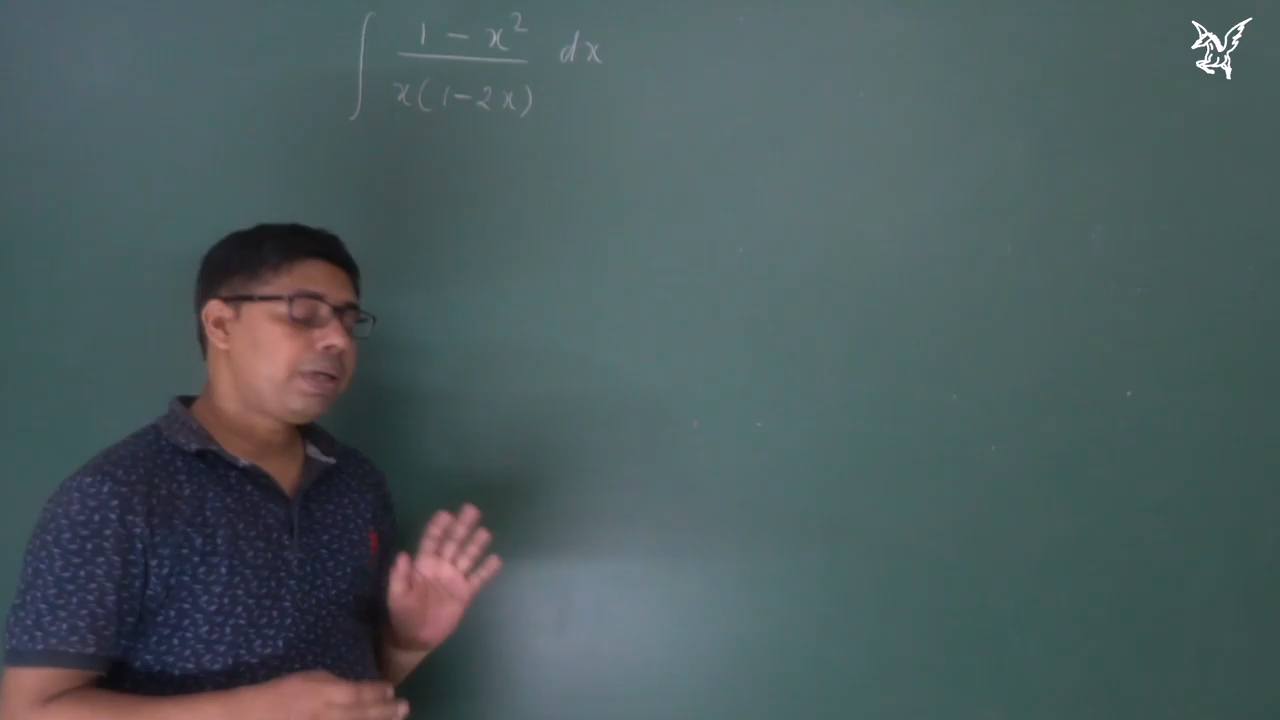 ∫ (1 - x²) / (x(1-2x)) dx